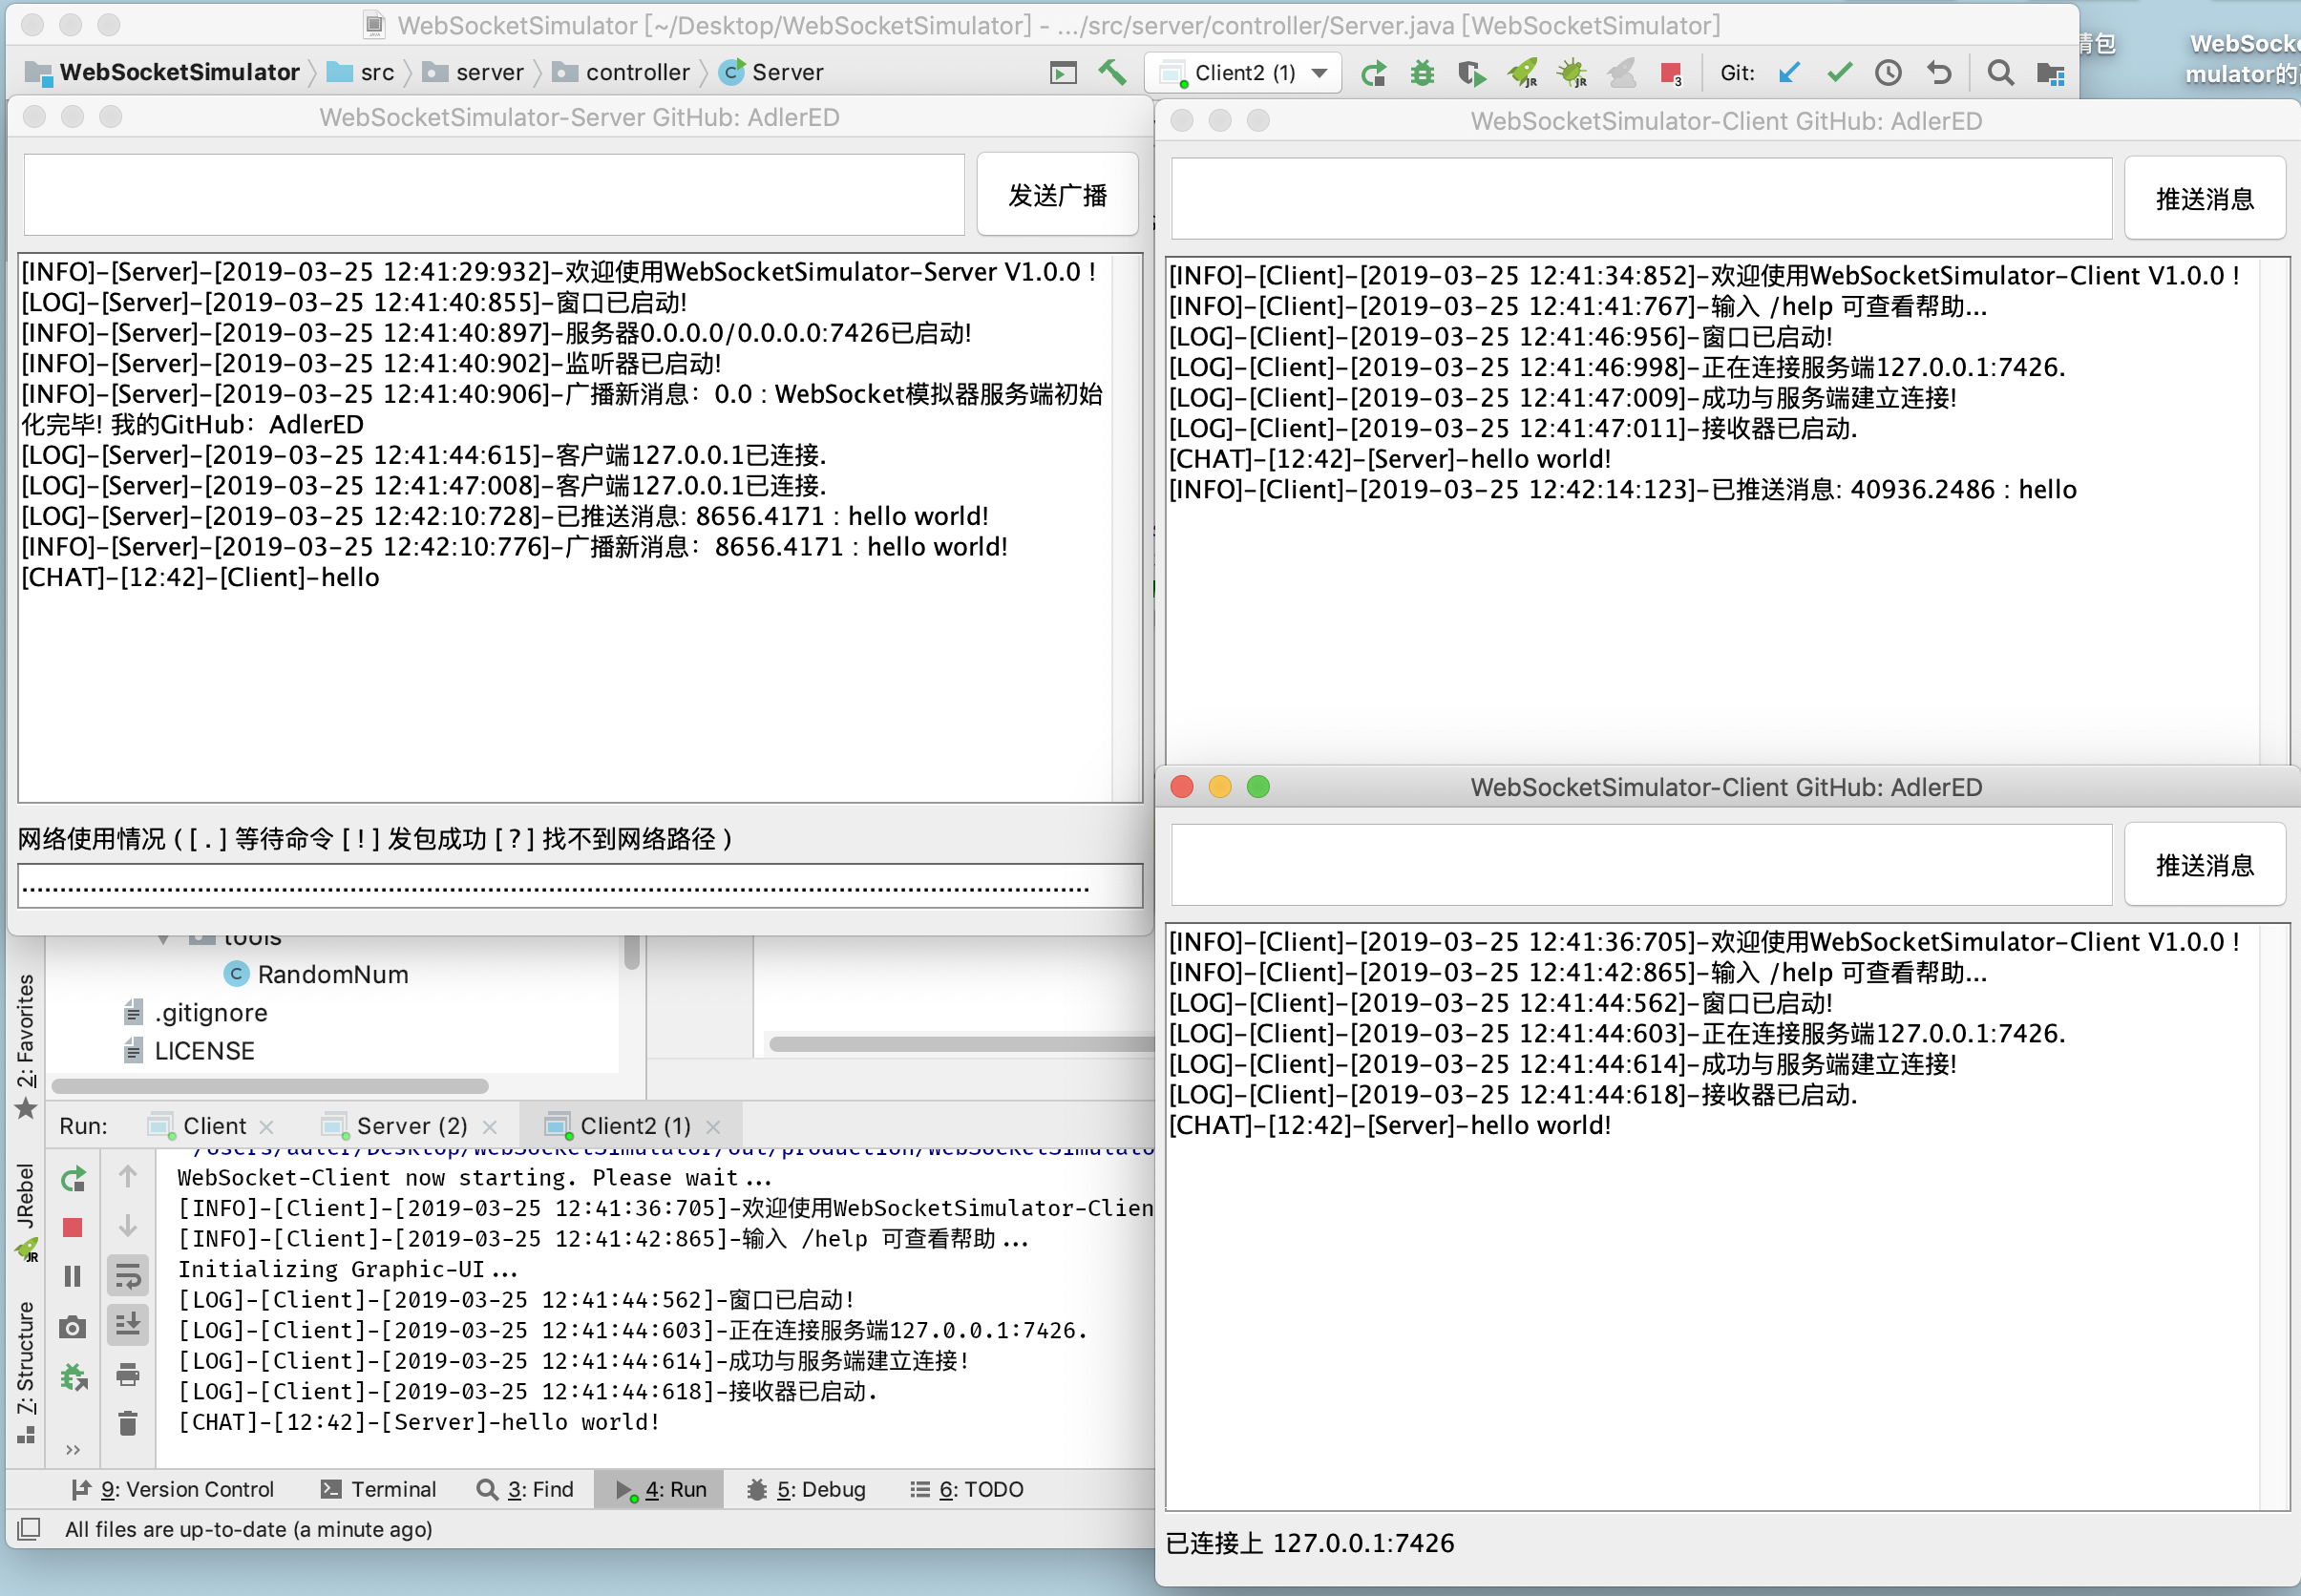 WebSocketSimulator [~/Desktop/WebSocketSimulator] - .../src/server/controller/Server.java [WebSocketSimulator]
WebSocketSimulator src server controller Server
Client2 (1)
Git:
WebSocketSimulator-Server GitHub: AdlerED
发送广播
[INFO]-[Server]-[2019-03-25 12:41:29:932]-欢迎使用WebSocketSimulator-Server V1.0.0 !
[LOG]-[Server]-[2019-03-25 12:41:40:855]-窗口已启动!
[INFO]-[Server]-[2019-03-25 12:41:40:897]-服务器0.0.0.0/0.0.0.0:7426已启动!
[INFO]-[Server]-[2019-03-25 12:41:40:902]-监听器已启动!
[INFO]-[Server]-[2019-03-25 12:41:40:906]-广播新消息：0.0 : WebSocket模拟器服务端初始
化完毕! 我的GitHub：AdlerED
[LOG]-[Server]-[2019-03-25 12:41:44:615]-客户端127.0.0.1已连接.
[LOG]-[Server]-[2019-03-25 12:41:47:008]-客户端127.0.0.1已连接.
[LOG]-[Server]-[2019-03-25 12:42:10:728]-已推送消息: 8656.4171 : hello world!
[INFO]-[Server]-[2019-03-25 12:42:10:776]-广播新消息：8656.4171 : hello world!
[CHAT]-[12:42]-[Client]-hello
网络使用情况 ( [ . ] 等待命令 [ ! ] 发包成功 [ ? ] 找不到网络路径 )
WebSocketSimulator-Client GitHub: AdlerED
推送消息
[INFO]-[Client]-[2019-03-25 12:41:34:852]-欢迎使用WebSocketSimulator-Client V1.0.0 !
[INFO]-[Client]-[2019-03-25 12:41:41:767]-输入 /help 可查看帮助...
[LOG]-[Client]-[2019-03-25 12:41:46:956]-窗口已启动!
[LOG]-[Client]-[2019-03-25 12:41:46:998]-正在连接服务端127.0.0.1:7426.
[LOG]-[Client]-[2019-03-25 12:41:47:009]-成功与服务端建立连接!
[LOG]-[Client]-[2019-03-25 12:41:47:011]-接收器已启动.
[CHAT]-[12:42]-[Server]-hello world!
[INFO]-[Client]-[2019-03-25 12:42:14:123]-已推送消息: 40936.2486 : hello
WebSocketSimulator-Client GitHub: AdlerED
推送消息
[INFO]-[Client]-[2019-03-25 12:41:36:705]-欢迎使用WebSocketSimulator-Client V1.0.0 !
[INFO]-[Client]-[2019-03-25 12:41:42:865]-输入 /help 可查看帮助...
[LOG]-[Client]-[2019-03-25 12:41:44:562]-窗口已启动!
[LOG]-[Client]-[2019-03-25 12:41:44:603]-正在连接服务端127.0.0.1:7426.
[LOG]-[Client]-[2019-03-25 12:41:44:614]-成功与服务端建立连接!
[LOG]-[Client]-[2019-03-25 12:41:44:618]-接收器已启动.
[CHAT]-[12:42]-[Server]-hello world!
已连接上 127.0.0.1:7426
tools
RandomNum
.gitignore
LICENSE
2: Favorites
JRebel
7: Structure
Run: Client Server (2) Client2 (1)
/Users/adler/Desktop/WebSocketSimulator/out/production/WebSocketSimulato
WebSocket-Client now starting. Please wait...
[INFO]-[Client]-[2019-03-25 12:41:36:705]-欢迎使用WebSocketSimulator-Clien
[INFO]-[Client]-[2019-03-25 12:41:42:865]-输入 /help 可查看帮助...
Initializing Graphic-UI...
[LOG]-[Client]-[2019-03-25 12:41:44:562]-窗口已启动!
[LOG]-[Client]-[2019-03-25 12:41:44:603]-正在连接服务端127.0.0.1:7426.
[LOG]-[Client]-[2019-03-25 12:41:44:614]-成功与服务端建立连接!
[LOG]-[Client]-[2019-03-25 12:41:44:618]-接收器已启动.
[CHAT]-[12:42]-[Server]-hello world!
9: Version Control Terminal 3: Find 4: Run 5: Debug 6: TODO
All files are up-to-date (a minute ago)